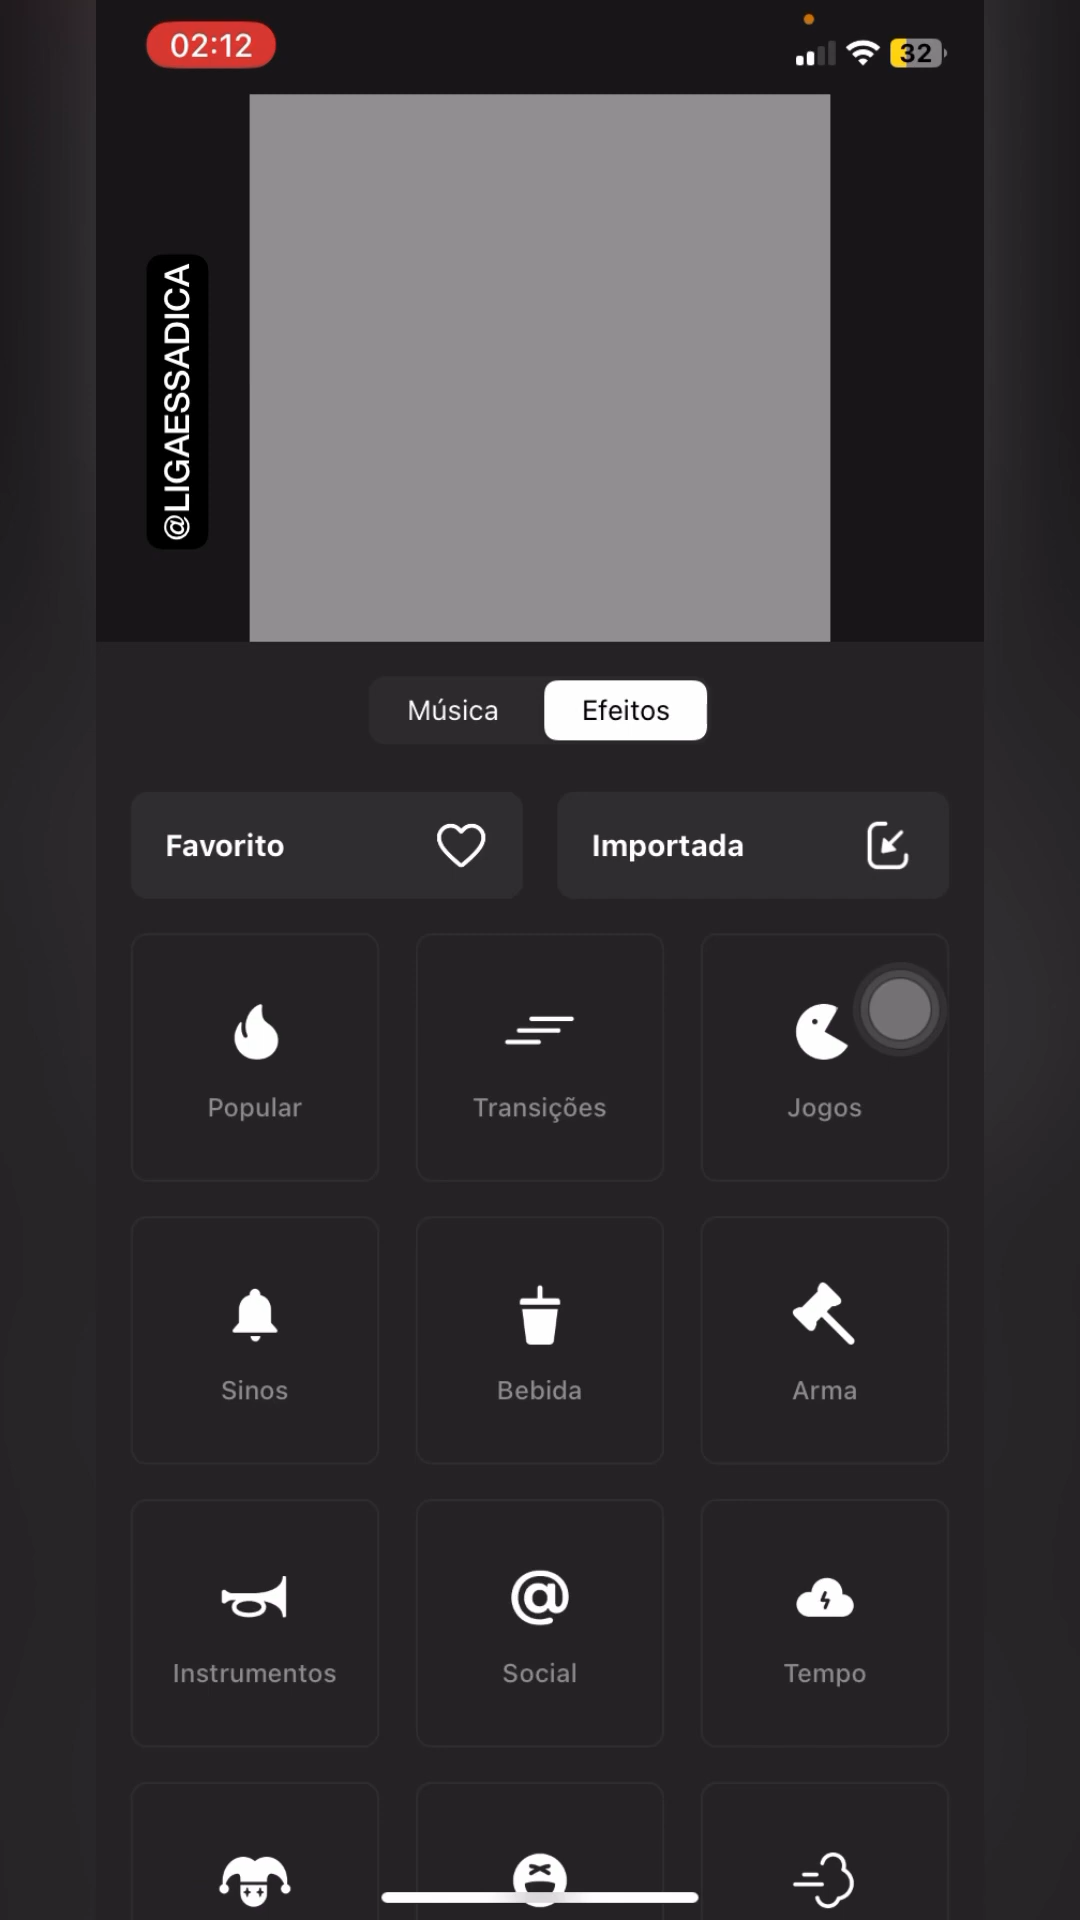 02:12
32
@LIGAESSADICA
Música
Efeitos
Favorito
Importada
Popular
Transições
Jogos
Sinos
Bebida
Arma
Instrumentos
@
Social
Tempo